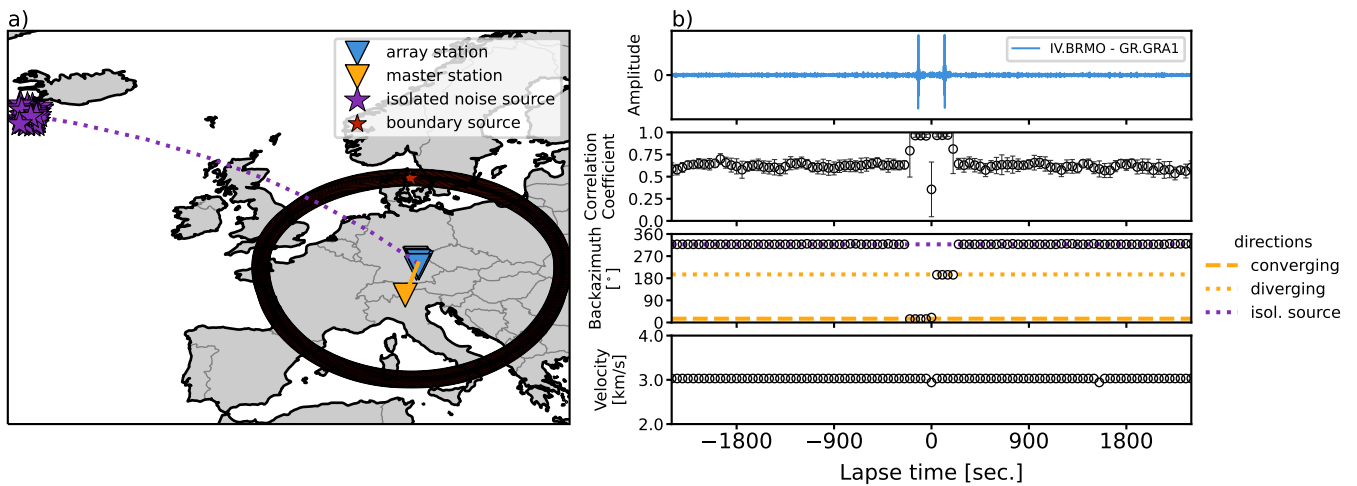 a)
array station
master station
isolated noise source
boundary source
b)
Amplitude
0
IV.BRMO - GR.GRA1
Correlation
Coefficient
1.0
0.75
0.5
0.25
0.0
Backazimuth
[°]
360
270
180
90
0
directions
converging
diverging
isol. source
Velocity
[km/s]
4.0
3.0
2.0
−1800
−900
0
900
1800
Lapse time [sec.]